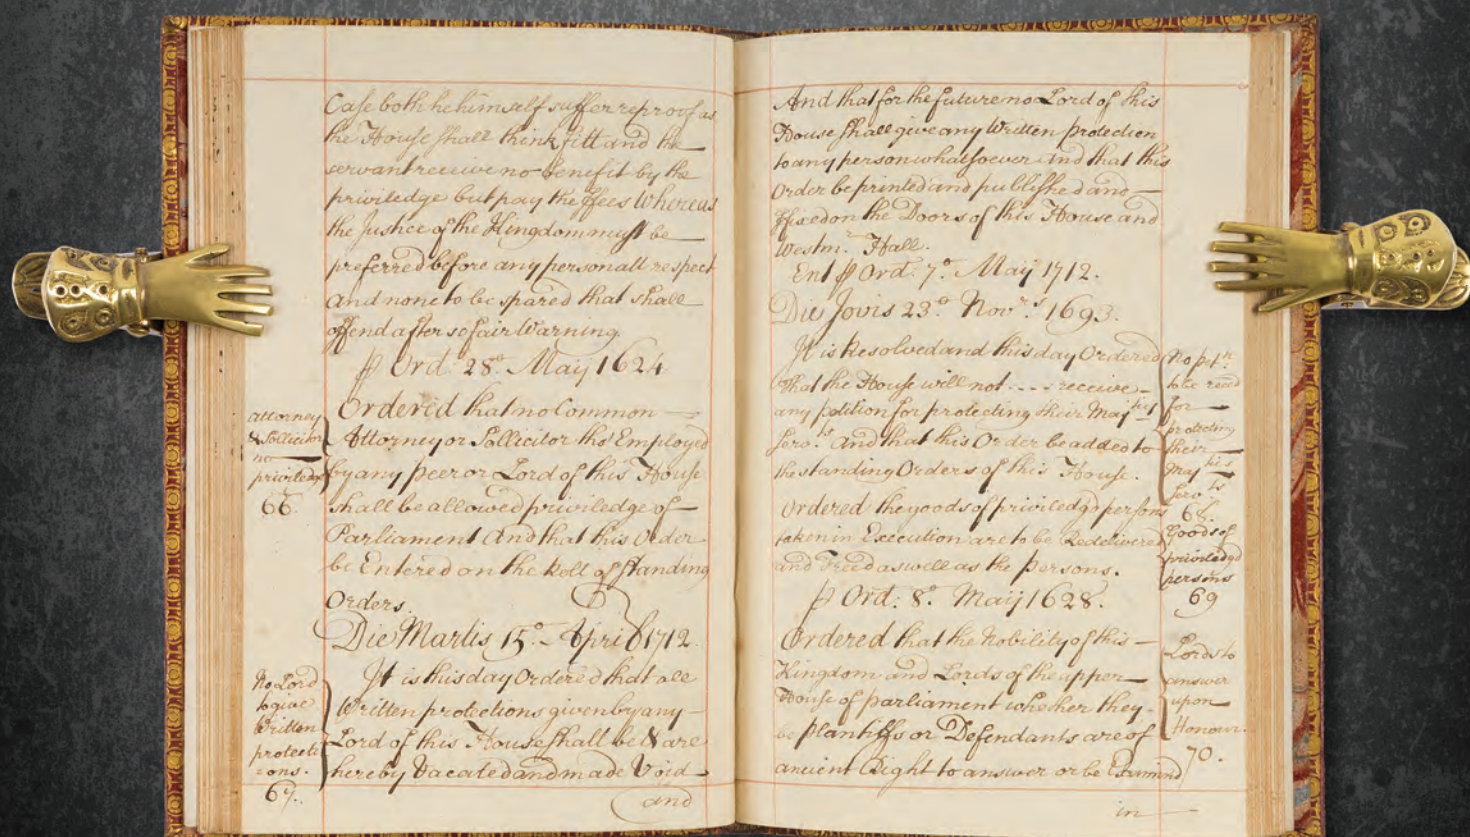 Case both he himself suffer reproof as
the House shall think fitt and the
servant receive no benefit by the
priviledge but pay the ffees Whereas
the Justice of the Kingdom must be
preferred before any personall respect
and none to be spared that shall
offend after so fair Warning.
℘ Ord: 28.o May 1624
Attorney
& Sollicitor
no
priviledge
66.
Ordered that no Common
Attorney or Sollicitor tho' Employed
by any peer or Lord of this House
shall be allowed priviledge of
Parliament And that this Order
be Entered on the Roll of Standing
Orders.
Die Martis 15.o April 1712.
No Lord
to give
Written
protecti
=ons.
67.
It is this day Ordered that all
Written protections given by any
Lord of this House shall be & are
hereby Vacated and made Void
and
And that for the future no Lord of this
House shall give any Written protection
to any person whatsoever And that this
Order be printed and published and
ffixed on the Doors of this House and
Westm.r Hall.
Ent ℘ Ord: 7.o May 1712.
Die Jovis 23.o Nov.rs 1693.
It is Resolved and this day Ordered
That the House will not - - - - receive
any petition for protecting their Maj.ties
Serv.ts And that this Order be added to
the standing Orders of this House.
No pet.n
to be read
for
protecting
their
Maj.ties
Serv.ts
68.
Ordered the goods of priviledgd persons
taken in Execution are to be Redelivered
and Freed as well as the persons.
℘ Ord: 8.o May 1628.
Goods of
priviledgd
persons
69
Ordered that the Nobility of this
Kingdom and Lords of the upper
House of parliament whether they
be plantiffs or Defendants are of
ancient Right to answer or be Examind
Lords to
answer
upon
Honour.
70.
in